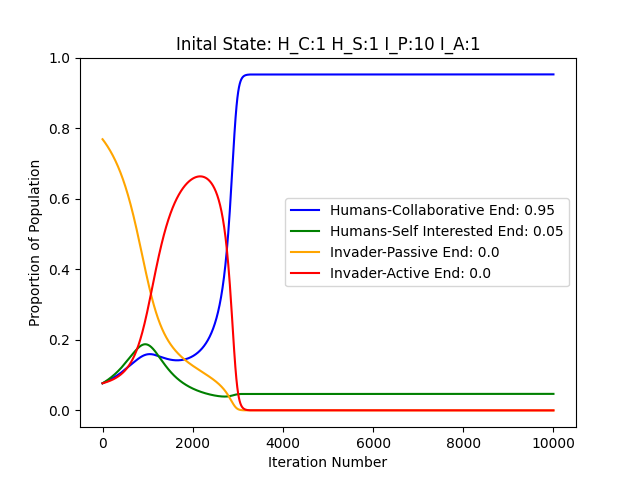 Inital State: H_C:1 H_S:1 I_P:10 I_A:1
1.0
0.8
0.6
0.4
0.2
0.0
Proportion of Population
Humans-Collaborative End: 0.95
Humans-Self Interested End: 0.05
Invader-Passive End: 0.0
Invader-Active End: 0.0
0 2000 4000 6000 8000 10000
Iteration Number